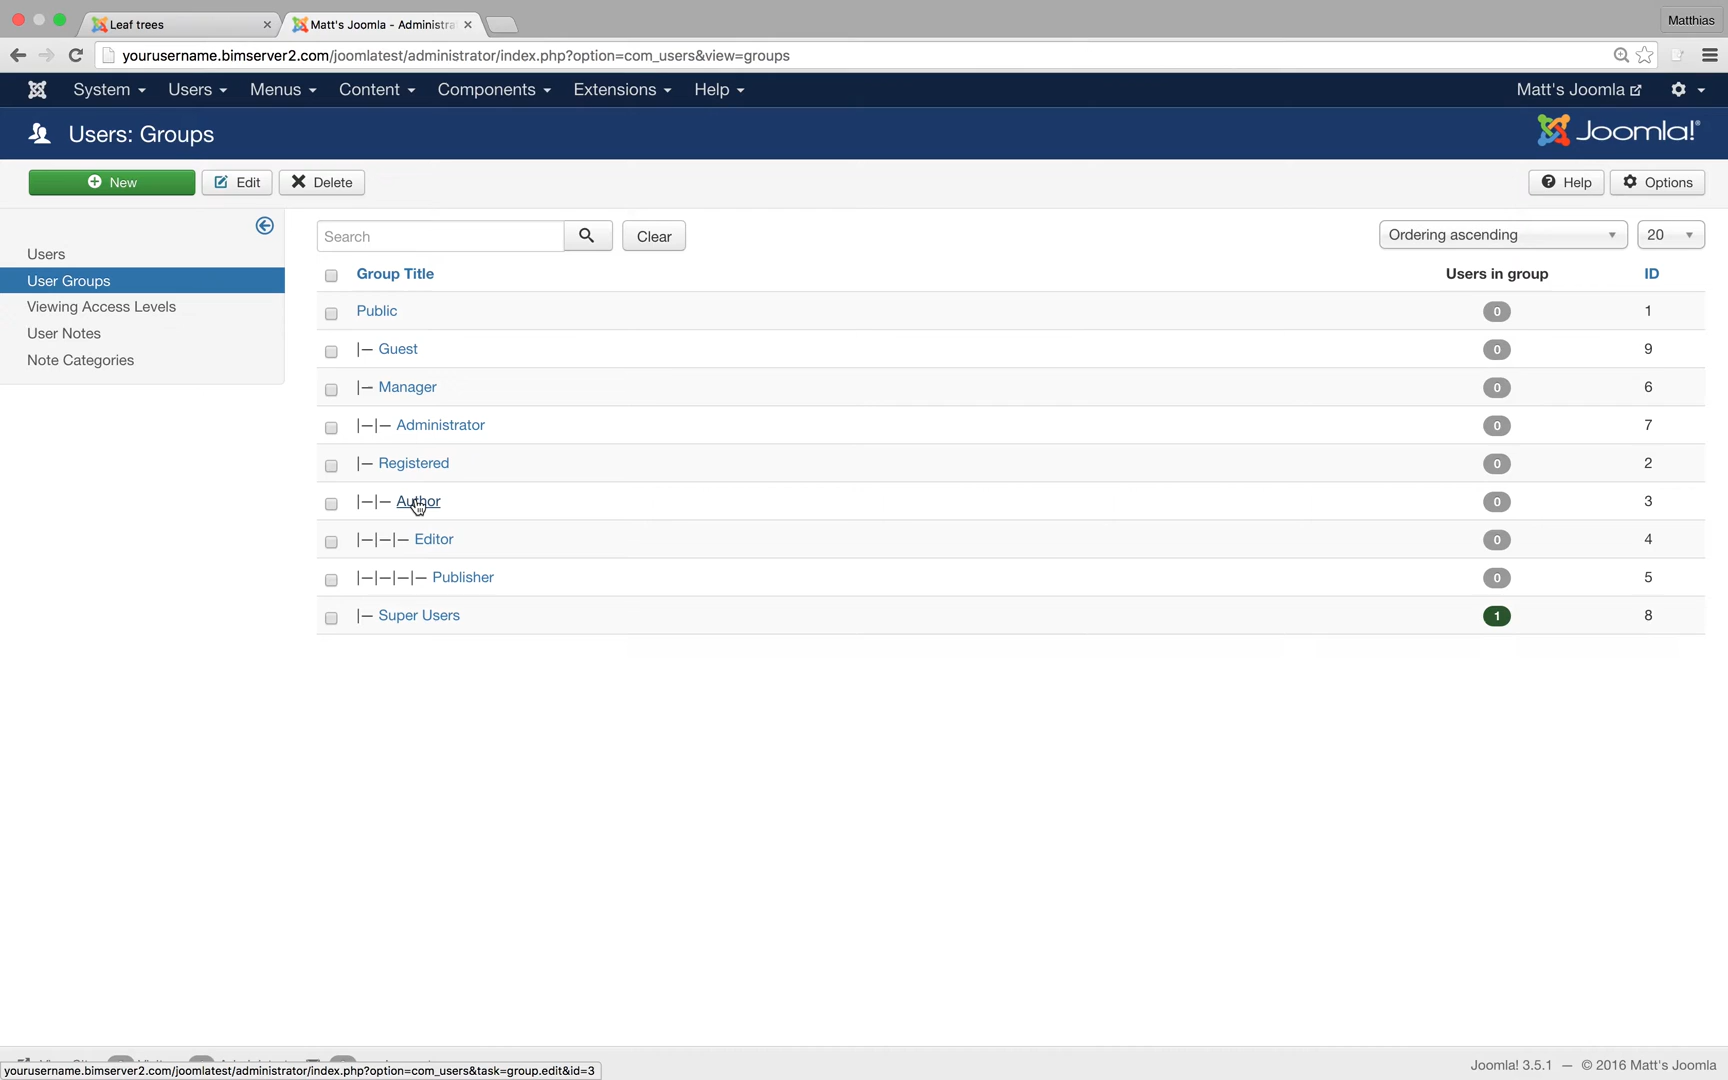 Leaf trees
Matt's Joomla - Administra
Matthias
yourusername.bimserver2.com/joomlatest/administrator/index.php?option=com_users&view=groups
System Users Menus Content Components Extensions Help Matt's Joomla
Users: Groups
Joomla!®
New Edit Delete Help Options
Users
User Groups
Viewing Access Levels
User Notes
Note Categories
Search Clear Ordering ascending 20
Group Title Users in group ID
Public 0 1
|— Guest 0 9
|— Manager 0 6
|—|— Administrator 0 7
|— Registered 0 2
|—|— Author 0 3
|—|—|— Editor 0 4
|—|—|—|— Publisher 0 5
|— Super Users 1 8
Joomla! 3.5.1 — © 2016 Matt's Joomla
yourusername.bimserver2.com/joomlatest/administrator/index.php?option=com_users&task=group.edit&id=3